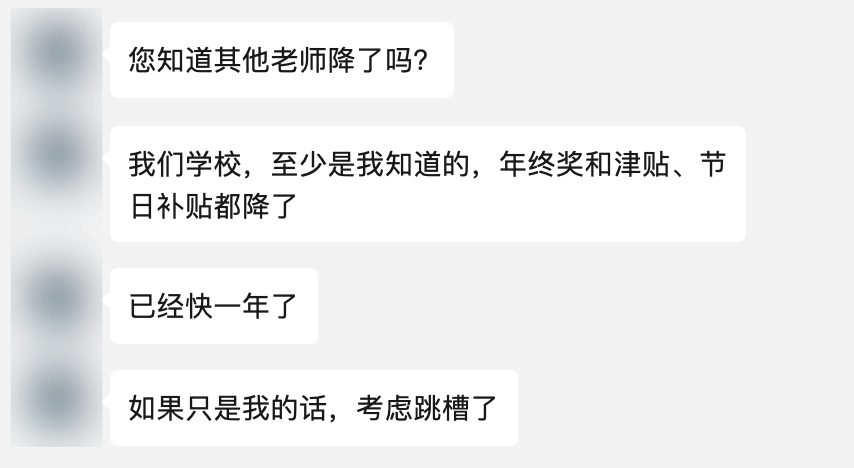 您知道其他老师降了吗？
我们学校，至少是我知道的，年终奖和津贴、节
日补贴都降了
已经快一年了
如果只是我的话，考虑跳槽了